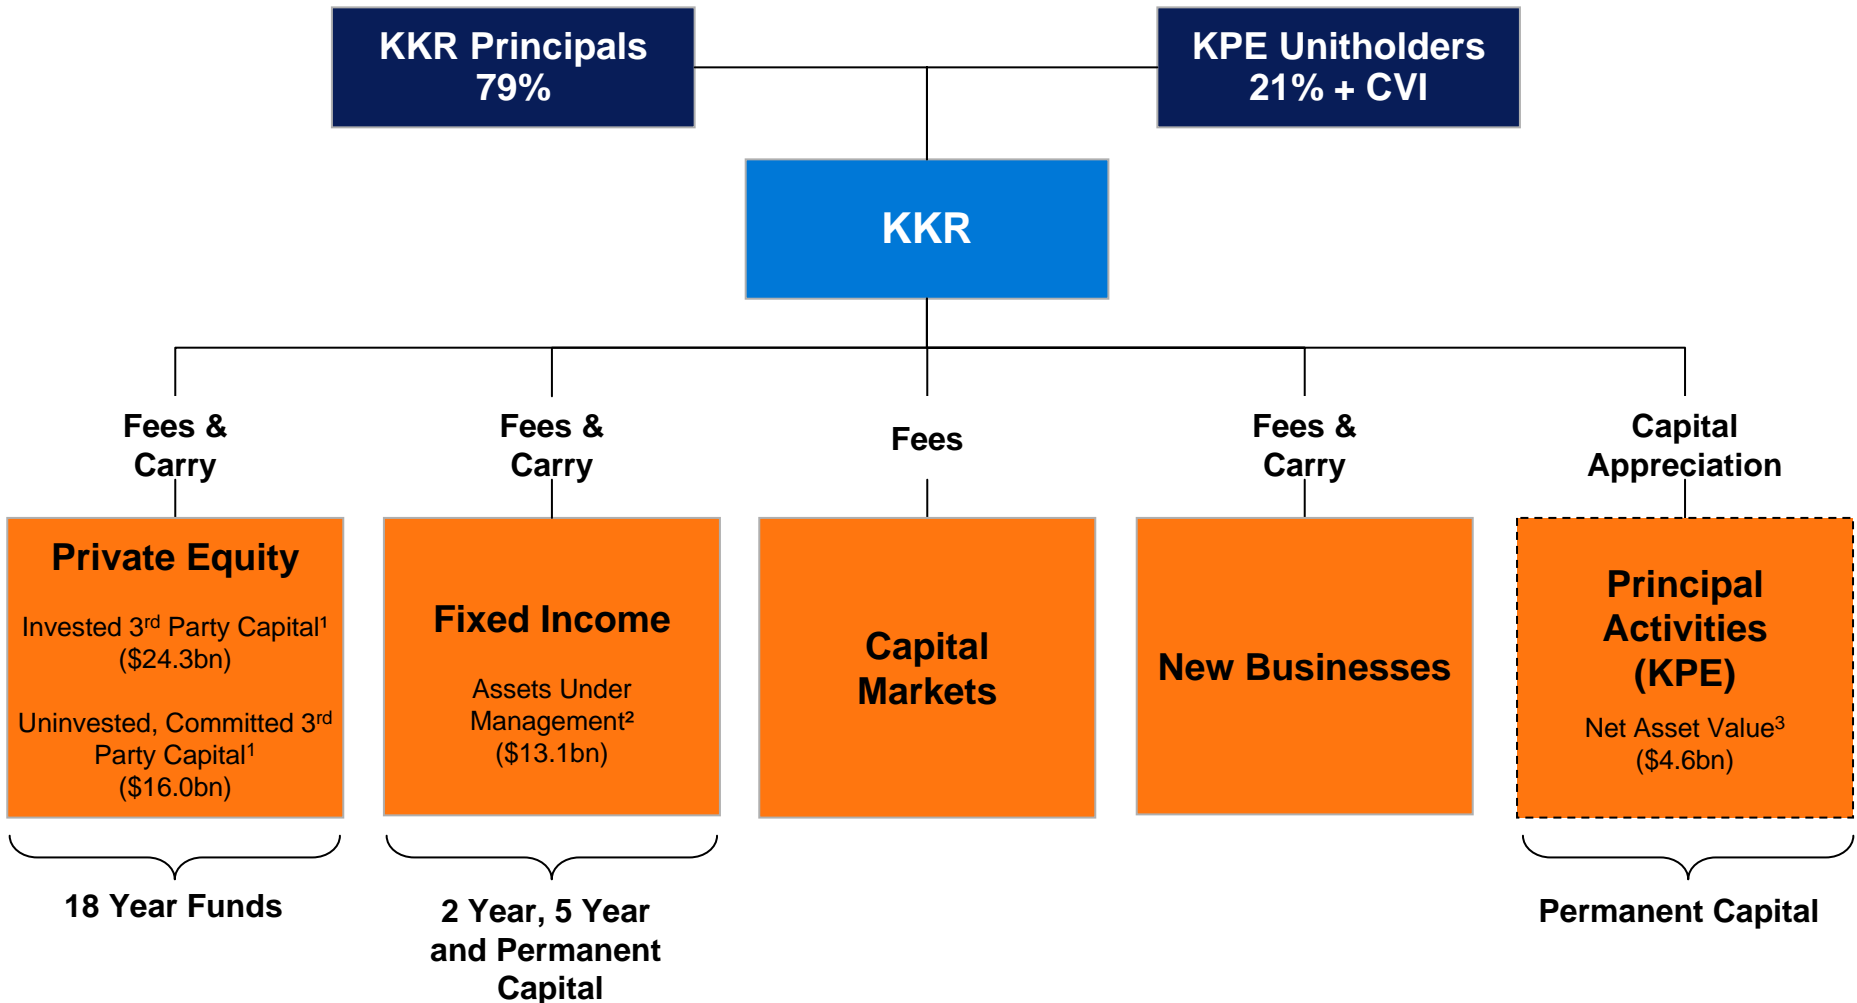 KKR Principals
79%
KPE Unitholders
21% + CVI
KKR
Fees &
Carry
Fees &
Carry
Fees
Fees &
Carry
Capital
Appreciation
Private Equity
Invested 3rd Party Capital¹
($24.3bn)
Uninvested, Committed 3rd
Party Capital¹
($16.0bn)
Fixed Income
Assets Under
Management²
($13.1bn)
Capital
Markets
New Businesses
Principal
Activities
(KPE)
Net Asset Value³
($4.6bn)
18 Year Funds
2 Year, 5 Year
and Permanent
Capital
Permanent Capital